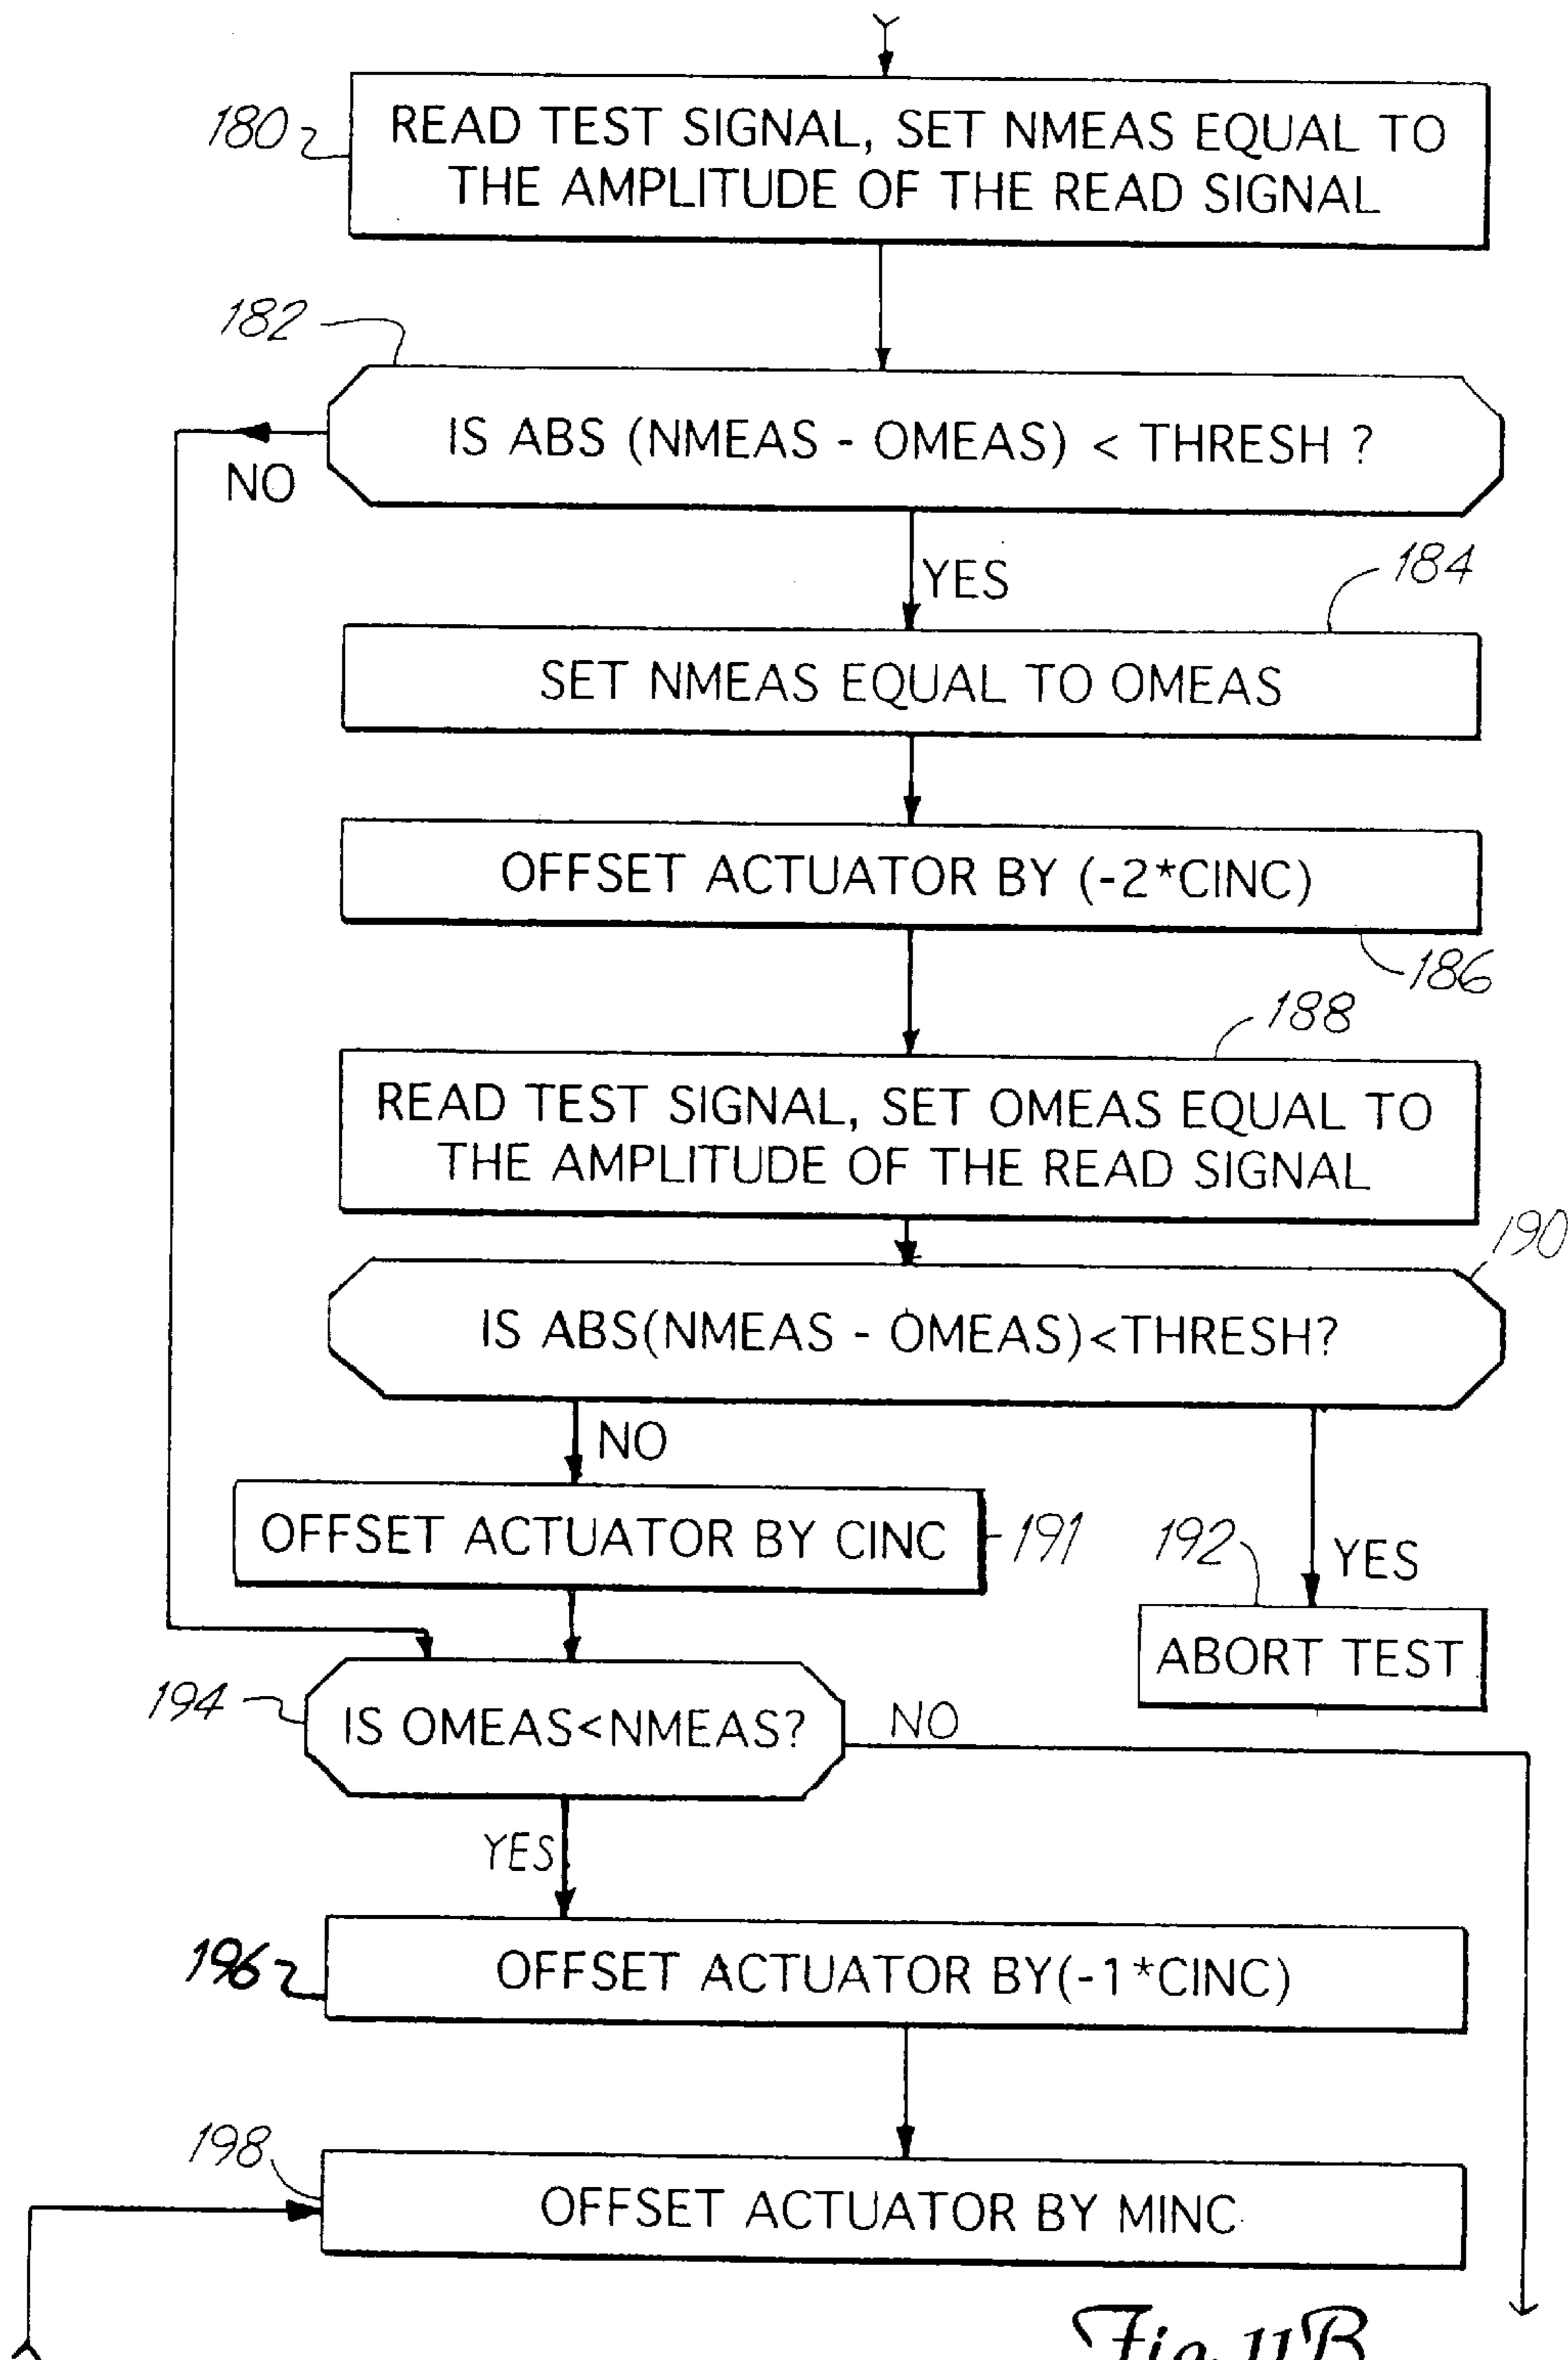 180
READ TEST SIGNAL, SET NMEAS EQUAL TO
THE AMPLITUDE OF THE READ SIGNAL
182
IS ABS (NMEAS - OMEAS) < THRESH ?
NO
YES
184
SET NMEAS EQUAL TO OMEAS
OFFSET ACTUATOR BY (-2*CINC)
186
188
READ TEST SIGNAL, SET OMEAS EQUAL TO
THE AMPLITUDE OF THE READ SIGNAL
190
IS ABS(NMEAS - OMEAS)<THRESH?
NO
OFFSET ACTUATOR BY CINC
191
192
YES
ABORT TEST
194
IS OMEAS<NMEAS?
NO
YES
196
OFFSET ACTUATOR BY(-1*CINC)
198
OFFSET ACTUATOR BY MINC
Fig. 11B